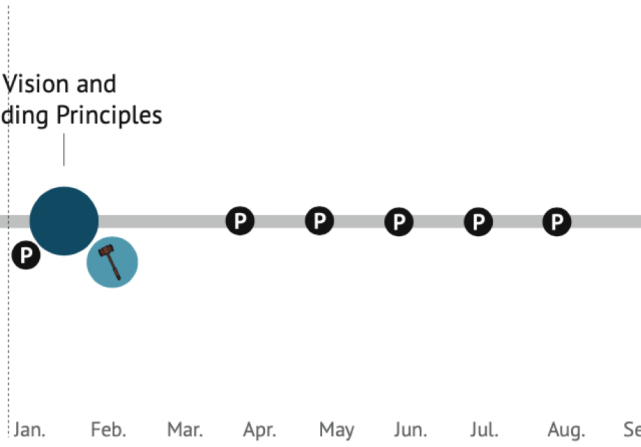 Vision and
ding Principles
P P P P P
P
Jan. Feb. Mar. Apr. May Jun. Jul. Aug. Se